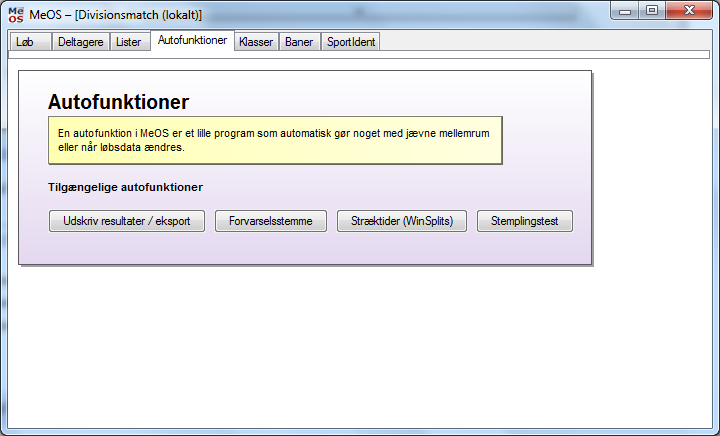 MeOS
MeOS – [Divisionsmatch (lokalt)]
Løb Deltagere Lister Autofunktioner Klasser Baner SportIdent
Autofunktioner
En autofunktion i MeOS er et lille program som automatisk gør noget med jævne mellemrum
eller når løbsdata ændres.
Tilgængelige autofunktioner
Udskriv resultater / eksport Forvarselsstemme Stræktider (WinSplits) Stemplingstest